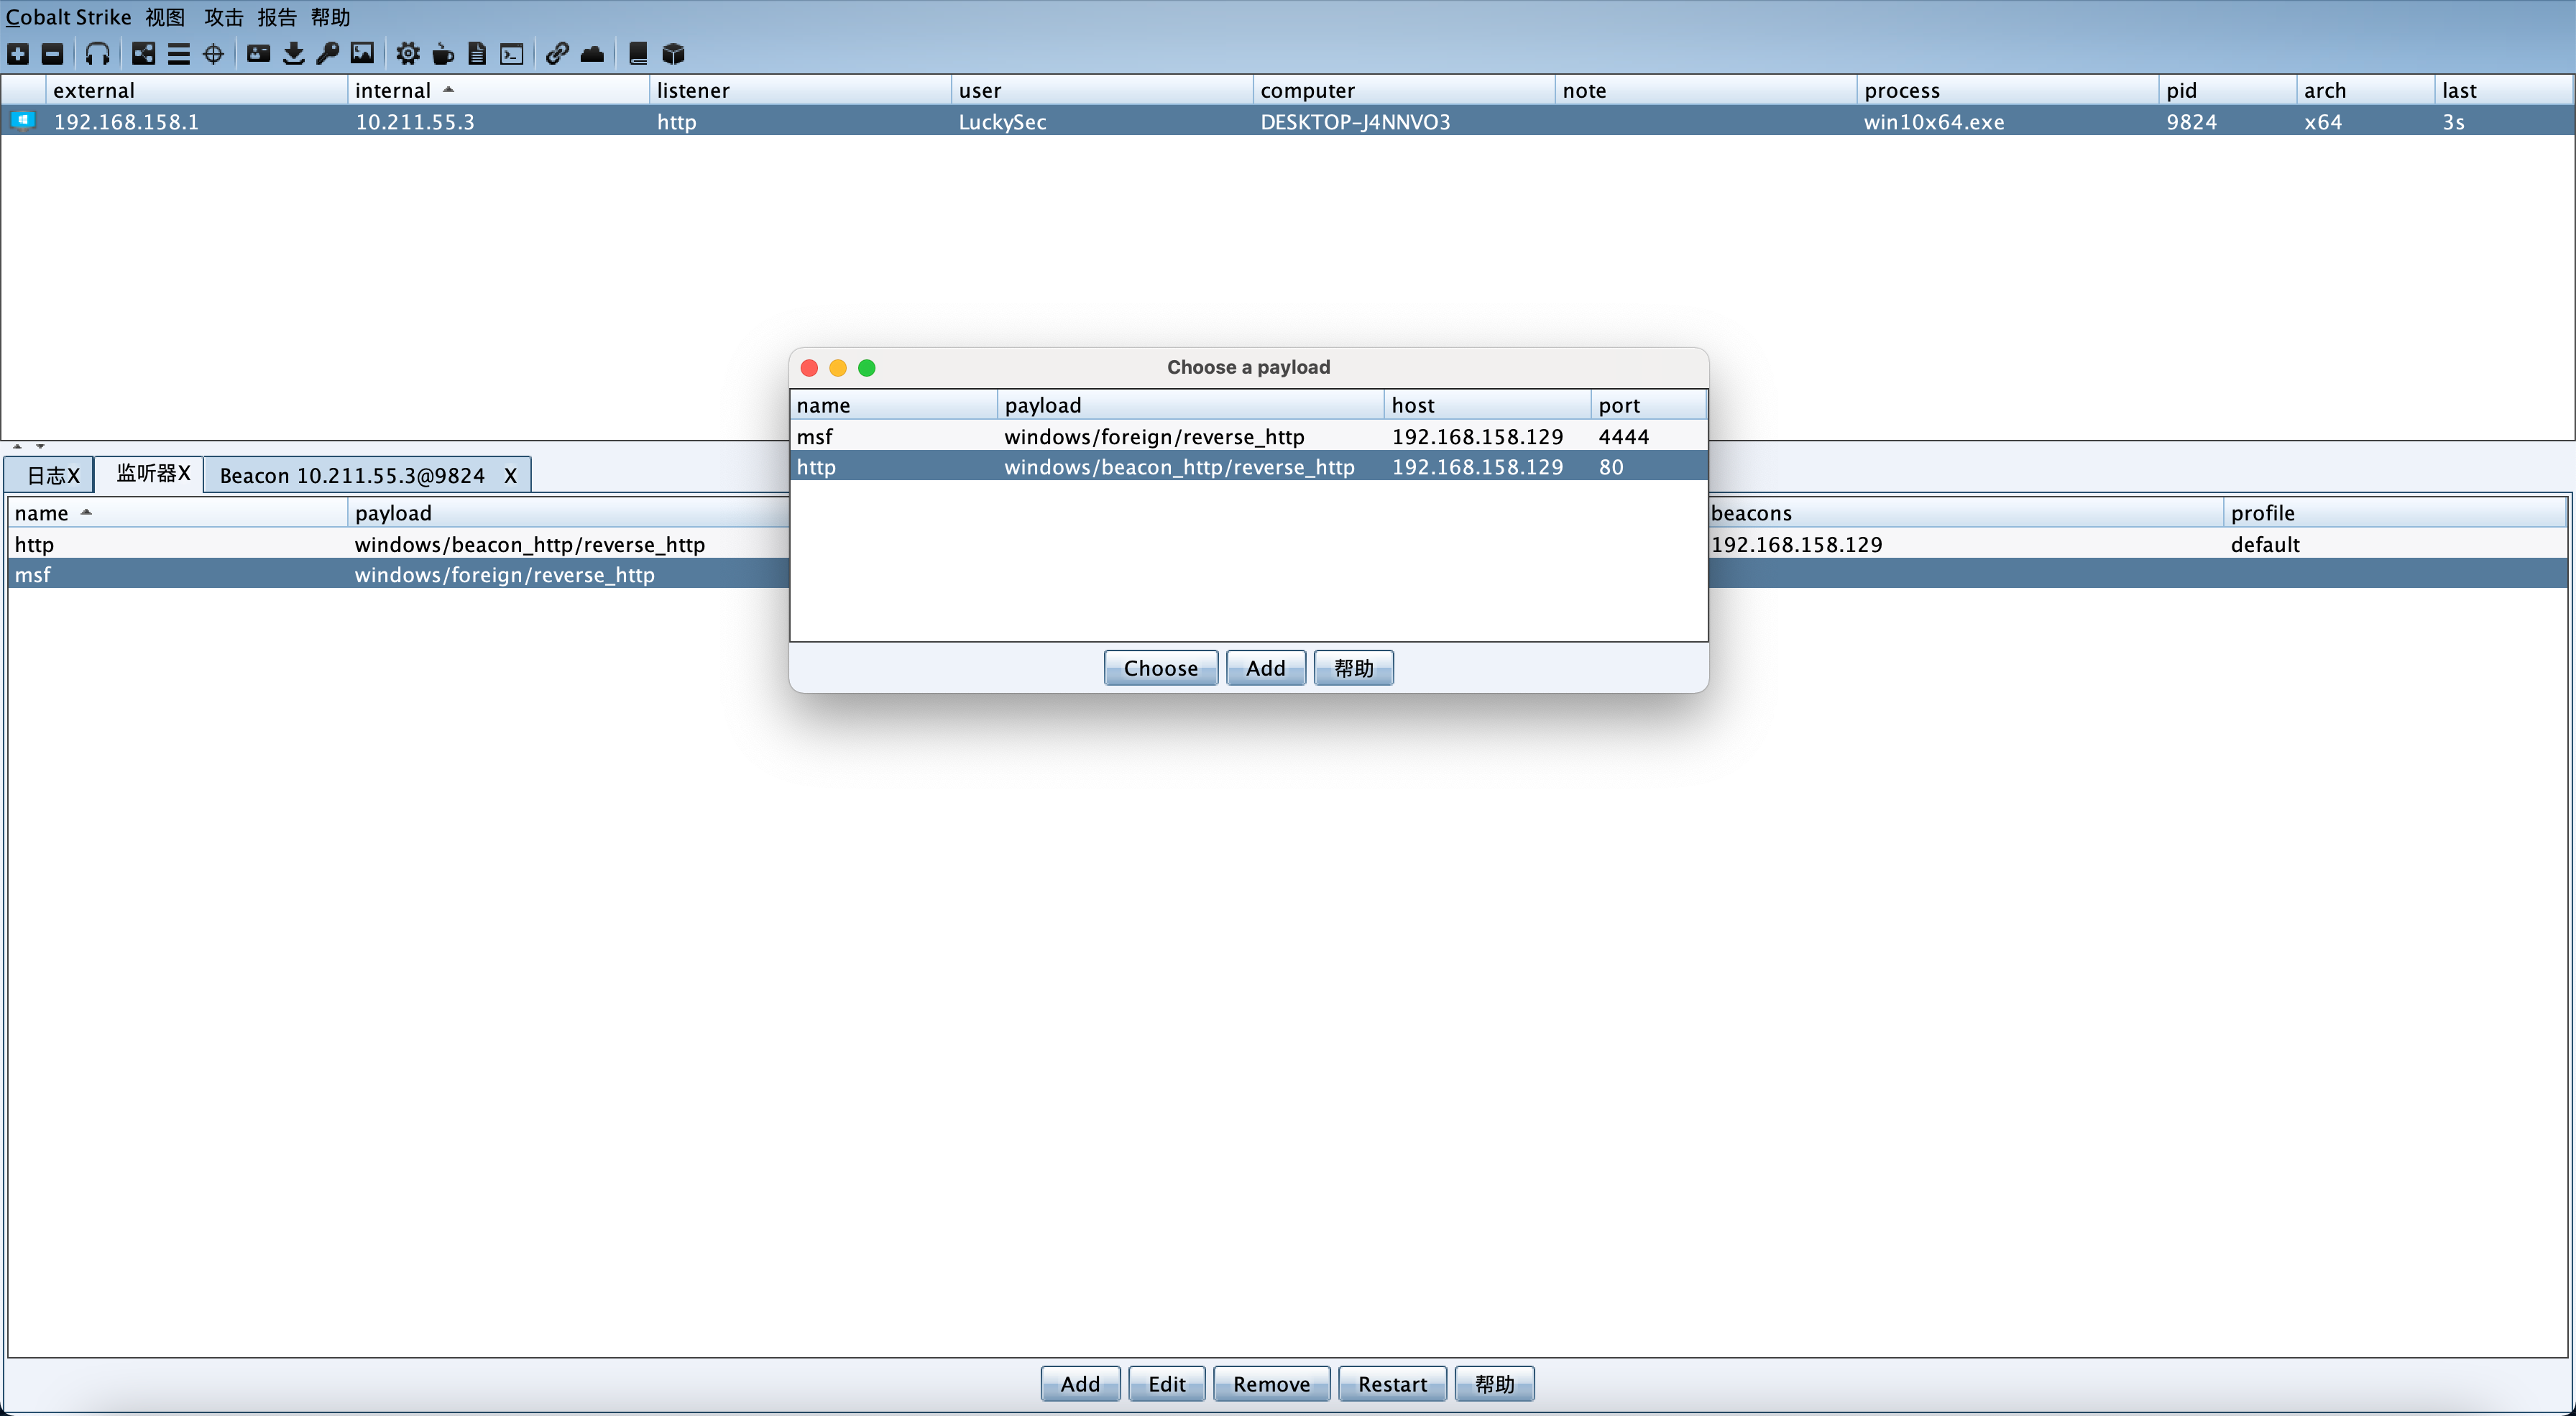 Cobalt Strike 视图 攻击 报告 帮助
external internal listener user computer note process pid arch last
192.168.158.1 10.211.55.3 http LuckySec DESKTOP-J4NNVO3 win10x64.exe 9824 x64 3s
Choose a payload
name payload host port
msf windows/foreign/reverse_http 192.168.158.129 4444
http windows/beacon_http/reverse_http 192.168.158.129 80
Choose Add 帮助
日志X 监听器X Beacon 10.211.55.3@9824 X
name payload beacons profile
http windows/beacon_http/reverse_http 192.168.158.129 default
msf windows/foreign/reverse_http
Add Edit Remove Restart 帮助